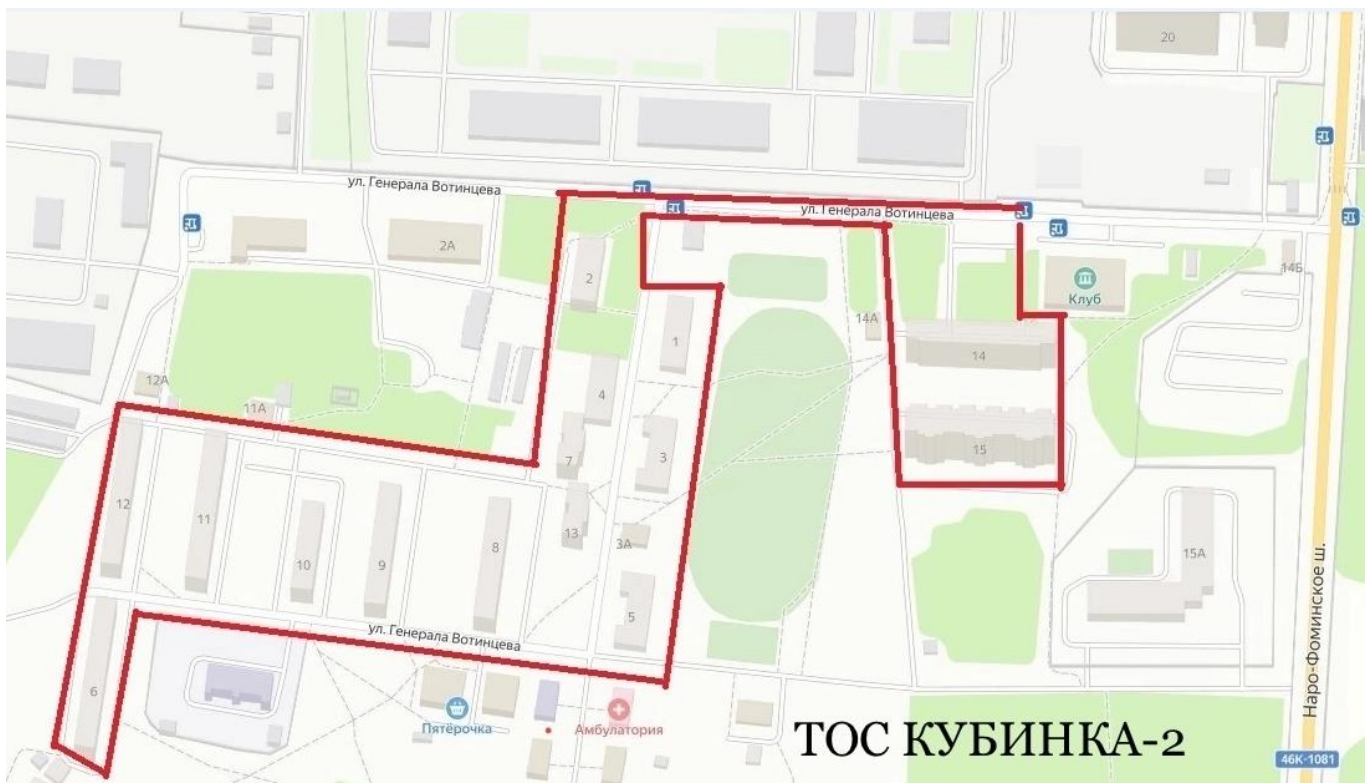 20
ул. Генерала Вотинцева
ул. Генерала Вотинцева
2А
2
14Б
Клуб
14А
1
14
12А
11А
4
7
3
15
12
11
10
9
8
13
3А
15А
5
ул. Генерала Вотинцева
6
Наро-Фоминское ш.
Пятёрочка
Амбулатория
ТОС КУБИНКА-2
46К-1081